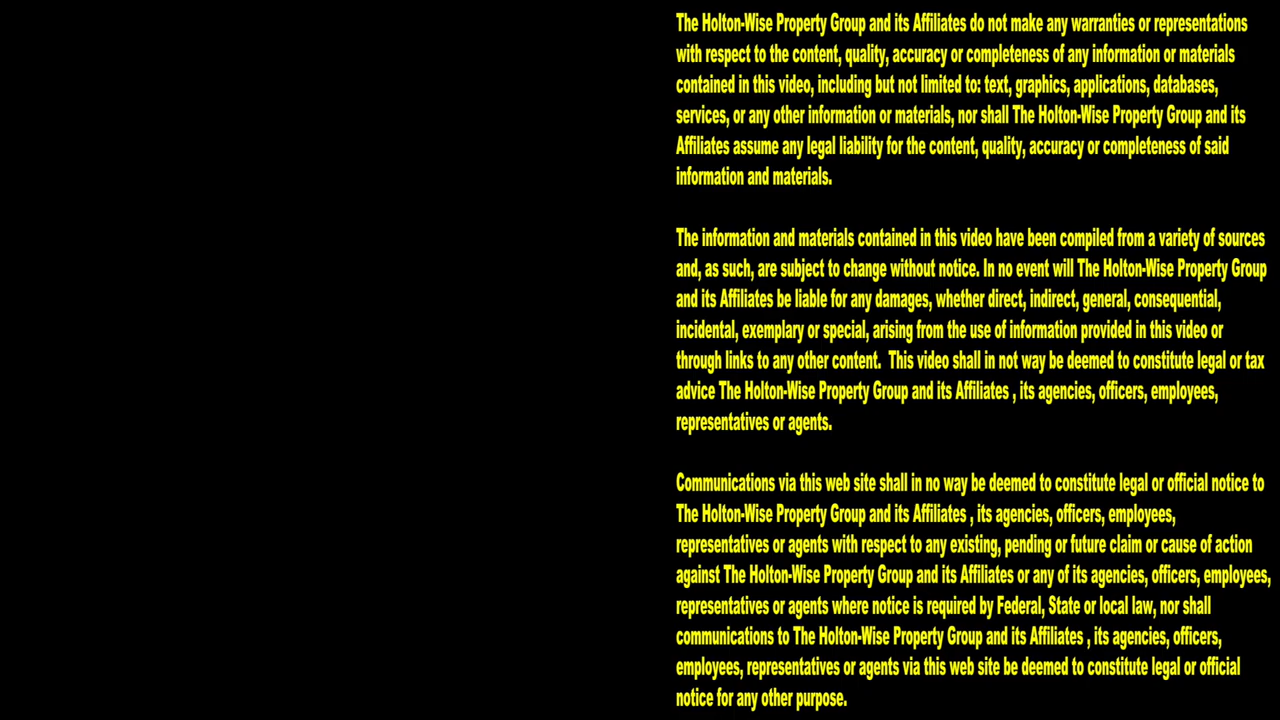 The Holton-Wise Property Group and its Affiliates do not make any warranties or representations
with respect to the content, quality, accuracy or completeness of any information or materials
contained in this video, including but not limited to: text, graphics, applications, databases,
services, or any other information or materials, nor shall The Holton-Wise Property Group and its
Affiliates assume any legal liability for the content, quality, accuracy or completeness of said
information and materials.
The information and materials contained in this video have been compiled from a variety of sources
and, as such, are subject to change without notice. In no event will The Holton-Wise Property Group
and its Affiliates be liable for any damages, whether direct, indirect, general, consequential,
incidental, exemplary or special, arising from the use of information provided in this video or
through links to any other content.  This video shall in not way be deemed to constitute legal or tax
advice The Holton-Wise Property Group and its Affiliates , its agencies, officers, employees,
representatives or agents.
Communications via this web site shall in no way be deemed to constitute legal or official notice to
The Holton-Wise Property Group and its Affiliates , its agencies, officers, employees,
representatives or agents with respect to any existing, pending or future claim or cause of action
against The Holton-Wise Property Group and its Affiliates or any of its agencies, officers, employees,
representatives or agents where notice is required by Federal, State or local law, nor shall
communications to The Holton-Wise Property Group and its Affiliates , its agencies, officers,
employees, representatives or agents via this web site be deemed to constitute legal or official
notice for any other purpose.